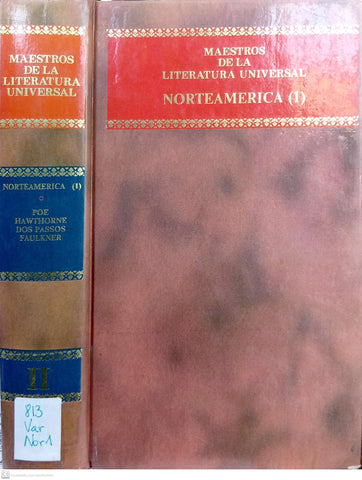 MAESTROS
DE LA
LITERATURA
UNIVERSAL
NORTEAMERICA (I)
POE
HAWTHORNE
DOS PASSOS
FAULKNER
II
813
Var
Nor1
MAESTROS
DE LA
LITERATURA UNIVERSAL
NORTEAMERICA (I)